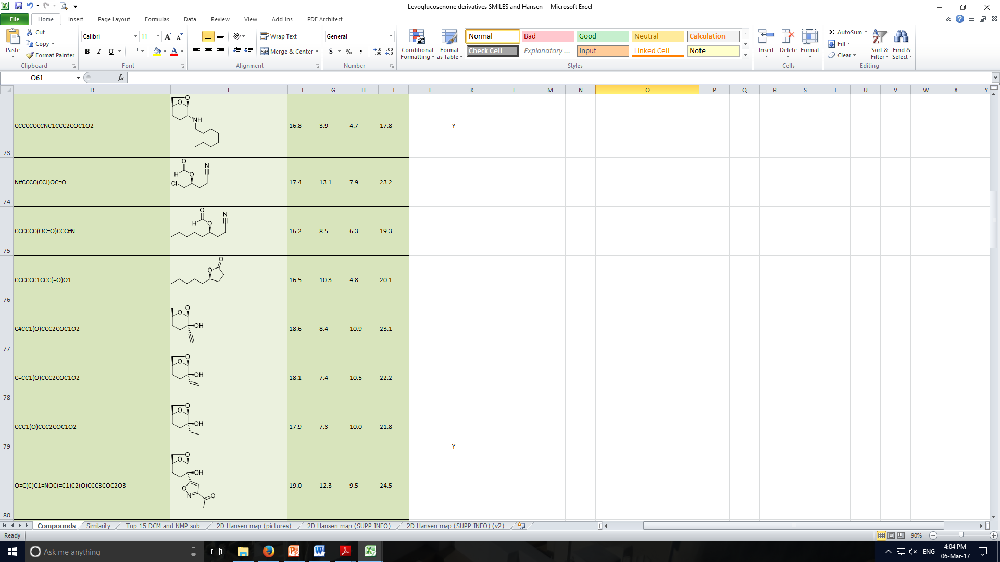 Levoglucosenone derivatives SMILES and Hansen - Microsoft Excel
File Home Insert Page Layout Formulas Data Review View Add-Ins PDF Architect
Paste
Cut
Copy
Format Painter
Clipboard
Calibri 11
B I U A
Font
Wrap Text
Merge & Center
Alignment
General
$ % ,
Number
Conditional Formatting
Format as Table
Normal Bad Good Neutral Calculation
Check Cell Explanatory ... Input Linked Cell Note
Styles
Insert Delete Format
Cells
Σ AutoSum
Fill
Clear
Sort & Filter
Find & Select
Editing
O61 fx
D E F G H I J K L M N O P Q R S T U V W X Y
73 CCCCCCCCNC1CCC2COC1O2 O O NH 16.8 3.9 4.7 17.8 Y
74 N#CCCC(CCl)OC=O O H O N Cl 17.4 13.1 7.9 23.2
75 CCCCCC(OC=O)CCC#N O H O N 16.2 8.5 6.3 19.3
76 CCCCCC1CCC(=O)O1 O O 16.5 10.3 4.8 20.1
77 C#CC1(O)CCC2COC1O2 O O OH 18.6 8.4 10.9 23.1
78 C=CC1(O)CCC2COC1O2 O O OH 18.1 7.4 10.5 22.2
79 CCC1(O)CCC2COC1O2 O O OH 17.9 7.3 10.0 21.8 Y
80 O=C(C)C1=NOC(=C1)C2(O)CCC3COC2O3 O O OH O N O 19.0 12.3 9.5 24.5
Compounds Similarity Top 15 DCM and NMP sub 2D Hansen map (pictures) 2D Hansen map (SUPP INFO) 2D Hansen map (SUPP INFO) (v2)
Ready 90%
Ask me anything
ENG
4:04 PM
06-Mar-17